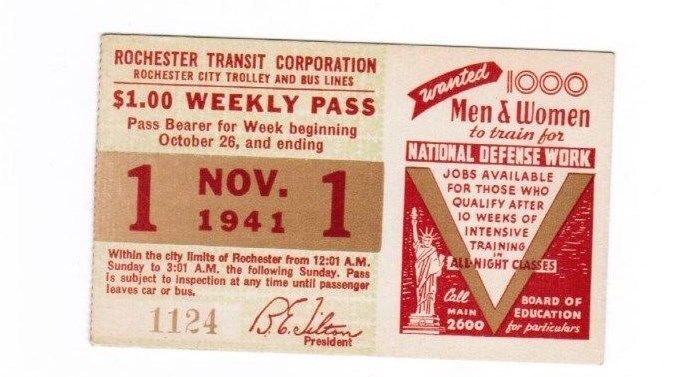 ROCHESTER TRANSIT CORPORATION
ROCHESTER CITY TROLLEY AND BUS LINES
$1.00 WEEKLY PASS
Pass Bearer for Week beginning
October 26, and ending
1 NOV. 1
1941
Within the city limits of Rochester from 12:01 A.M.
Sunday to 3:01 A.M. the following Sunday. Pass
is subject to inspection at any time until passenger
leaves car or bus.
1124
B.E. Tilton
President
Wanted 1000
Men & Women
to train for
NATIONAL DEFENSE WORK
JOBS AVAILABLE
FOR THOSE WHO
QUALIFY AFTER
10 WEEKS OF
INTENSIVE
TRAINING
IN
ALL-NIGHT CLASSES
Call
MAIN
2600
BOARD OF
EDUCATION
for particulars